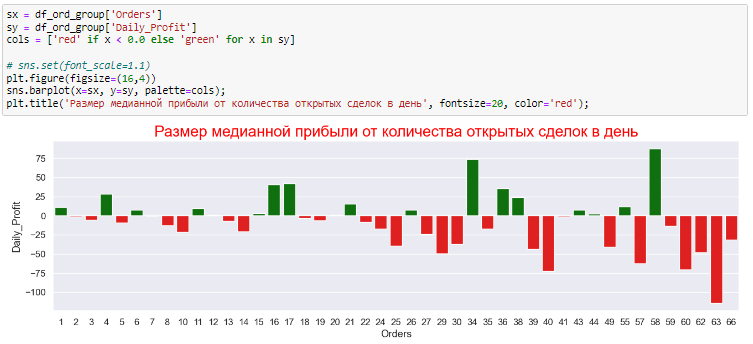 sx = df_ord_group['Orders']
sy = df_ord_group['Daily_Profit']
cols = ['red' if x < 0.0 else 'green' for x in sy]
# sns.set(font_scale=1.1)
plt.figure(figsize=(16,4))
sns.barplot(x=sx, y=sy, palette=cols);
plt.title('Размер медианной прибыли от количества открытых сделок в день', fontsize=20, color='red');
Размер медианной прибыли от количества открытых сделок в день
75
50
25
0
−25
−50
−75
−100
Daily_Profit
1 2 3 4 5 6 7 8 10 11 12 13 14 15 16 17 18 19 20 21 22 24 25 26 27 29 30 34 35 36 38 39 40 41 43 44 49 55 57 58 59 60 62 63 66
Orders